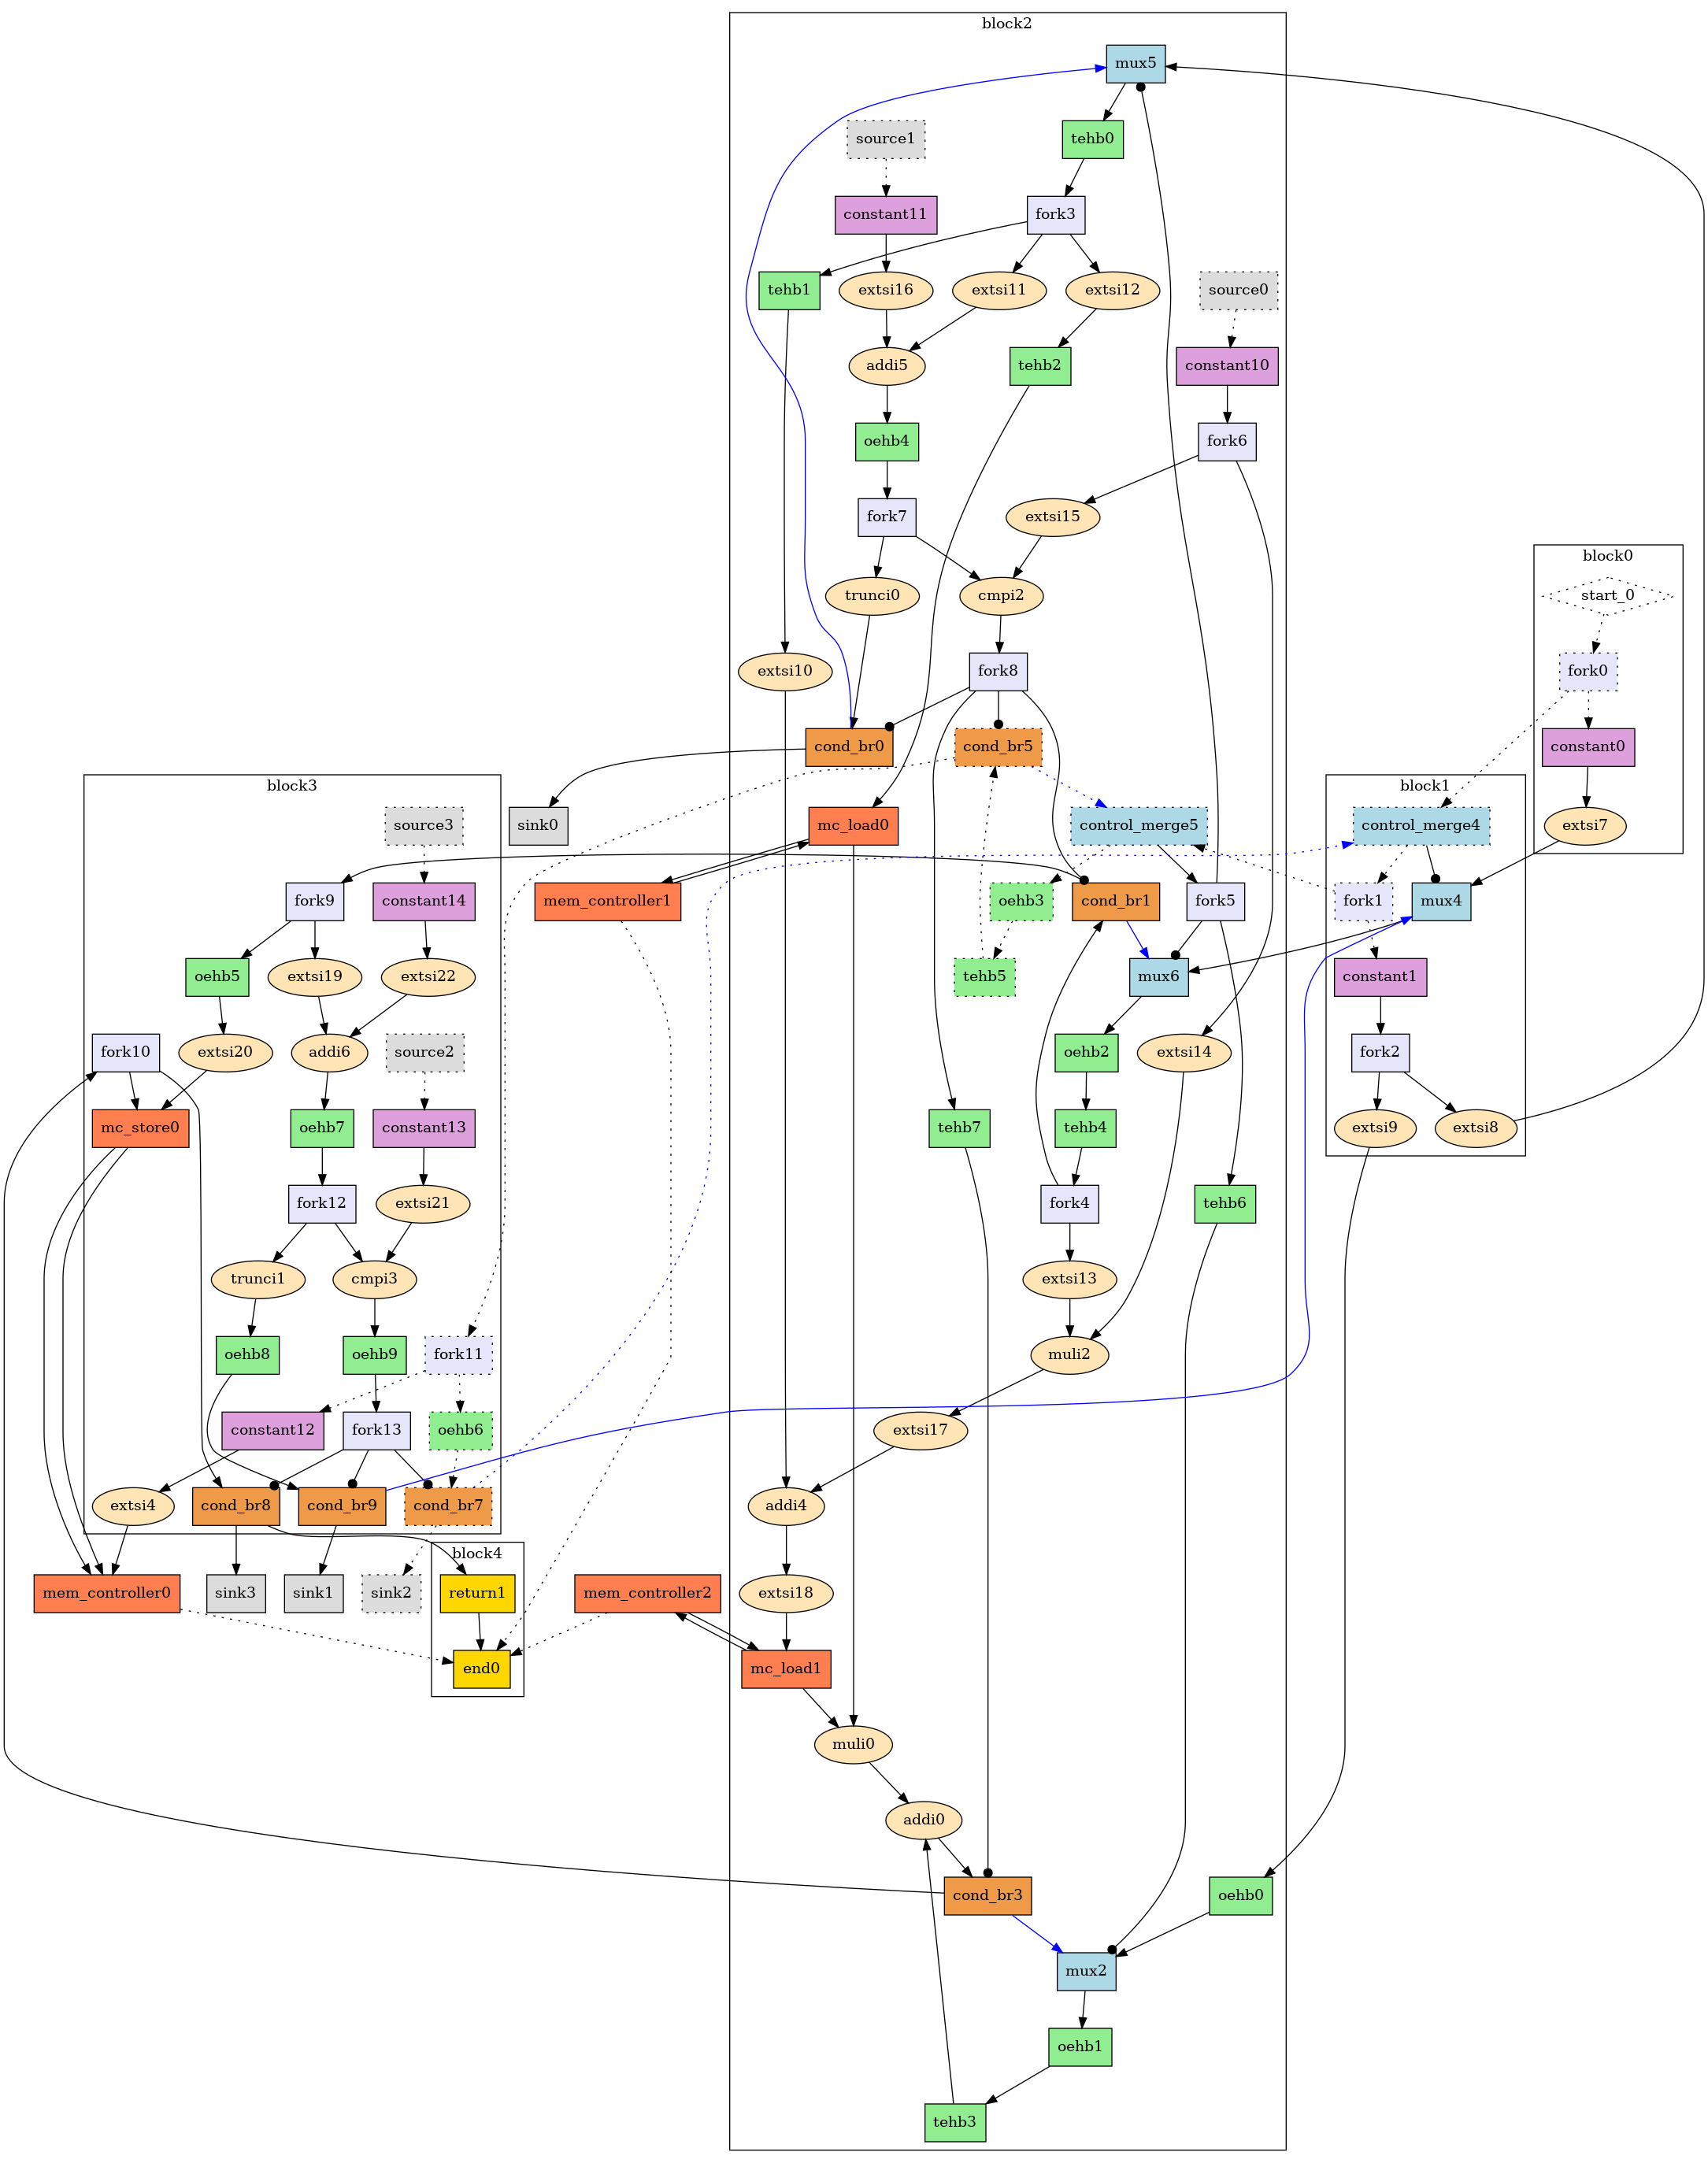 block2
mux5
source1
tehb0
constant11
fork3
tehb1
extsi16
extsi11
extsi12
source0
addi5
tehb2
constant10
oehb4
fork6
fork7
extsi15
block0
trunci0
cmpi2
start_0
extsi10
fork8
fork0
cond_br0
cond_br5
constant0
block3
block1
source3
sink0
mc_load0
control_merge5
control_merge4
extsi7
fork9
constant14
mem_controller1
oehb3
cond_br1
fork5
fork1
mux4
oehb5
extsi19
extsi22
tehb5
mux6
constant1
fork10
extsi20
addi6
source2
oehb2
extsi14
fork2
mc_store0
oehb7
constant13
tehb7
tehb4
extsi9
extsi8
fork12
extsi21
fork4
tehb6
trunci1
cmpi3
extsi13
oehb8
oehb9
fork11
muli2
constant12
fork13
oehb6
extsi17
extsi4
cond_br8
cond_br9
cond_br7
addi4
block4
mem_controller0
sink3
sink1
sink2
return1
mem_controller2
extsi18
end0
mc_load1
muli0
addi0
cond_br3
oehb0
mux2
oehb1
tehb3